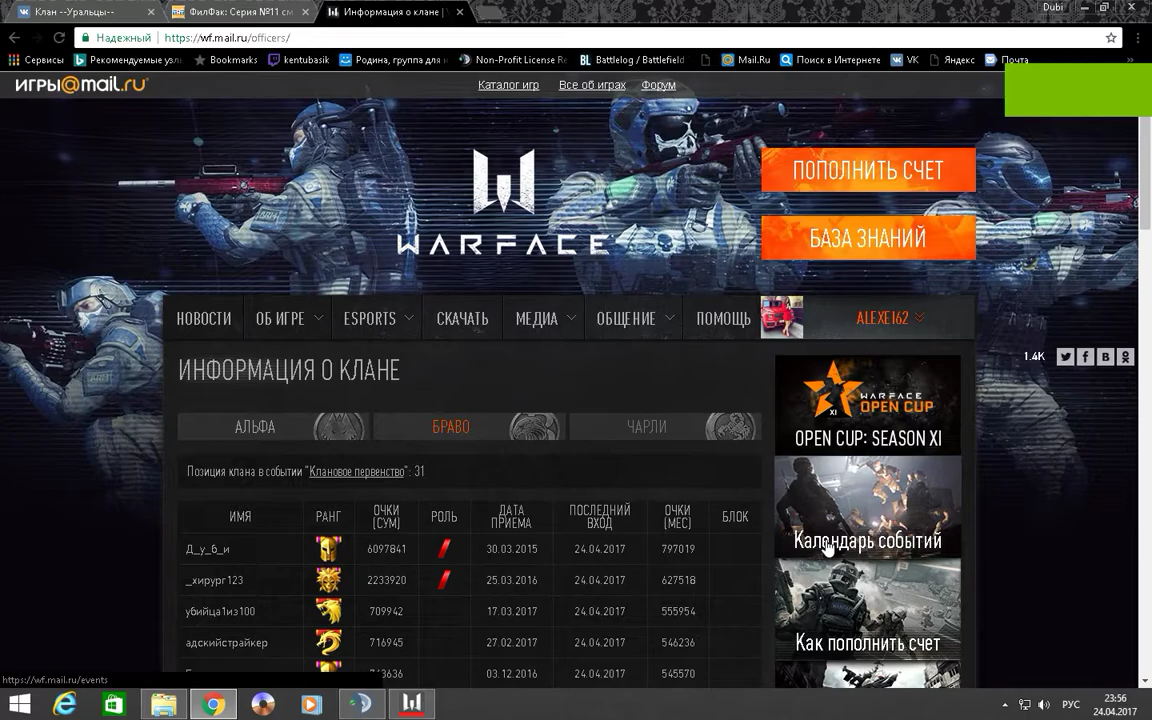 Клан --Уральцы--
ФилФак: Серия №11 см
Информация о клане |
Dubi
Надежный
https://wf.mail.ru/officers/
Сервисы
Рекомендуемые узл
Bookmarks
kentubasik
Родина, группа для
Non-Profit License Re
Battlelog / Battlefield
Mail.Ru
Поиск в Интернете
VK
Яндекс
Почта
игры@mail.ru
Каталог игр
Все об играх
Форум
WARFACE
ПОПОЛНИТЬ СЧЕТ
БАЗА ЗНАНИЙ
НОВОСТИ
ОБ ИГРЕ
ESPORTS
СКАЧАТЬ
МЕДИА
ОБЩЕНИЕ
ПОМОЩЬ
ALEXE162
1.4K
ИНФОРМАЦИЯ О КЛАНЕ
АЛЬФА
БРАВО
ЧАРЛИ
Позиция клана в событии "Клановое первенство": 31
ИМЯ РАНГ ОЧКИ (СУМ) РОЛЬ ДАТА ПРИЕМА ПОСЛЕДНИЙ ВХОД ОЧКИ (МЕС) БЛОК
Д_у_б_и 6097841 30.03.2015 24.04.2017 797019
_хирург123 2233920 25.03.2016 24.04.2017 627518
убийца1из100 709942 17.03.2017 24.04.2017 555954
адскийстрайкер 716945 27.02.2017 24.04.2017 546236
03.12.2016 24.04.2017 545570
XI
WARFACE
OPEN CUP
OPEN CUP: SEASON XI
Календарь событий
Как пополнить счет
https://wf.mail.ru/events
РУС
23:56
24.04.2017